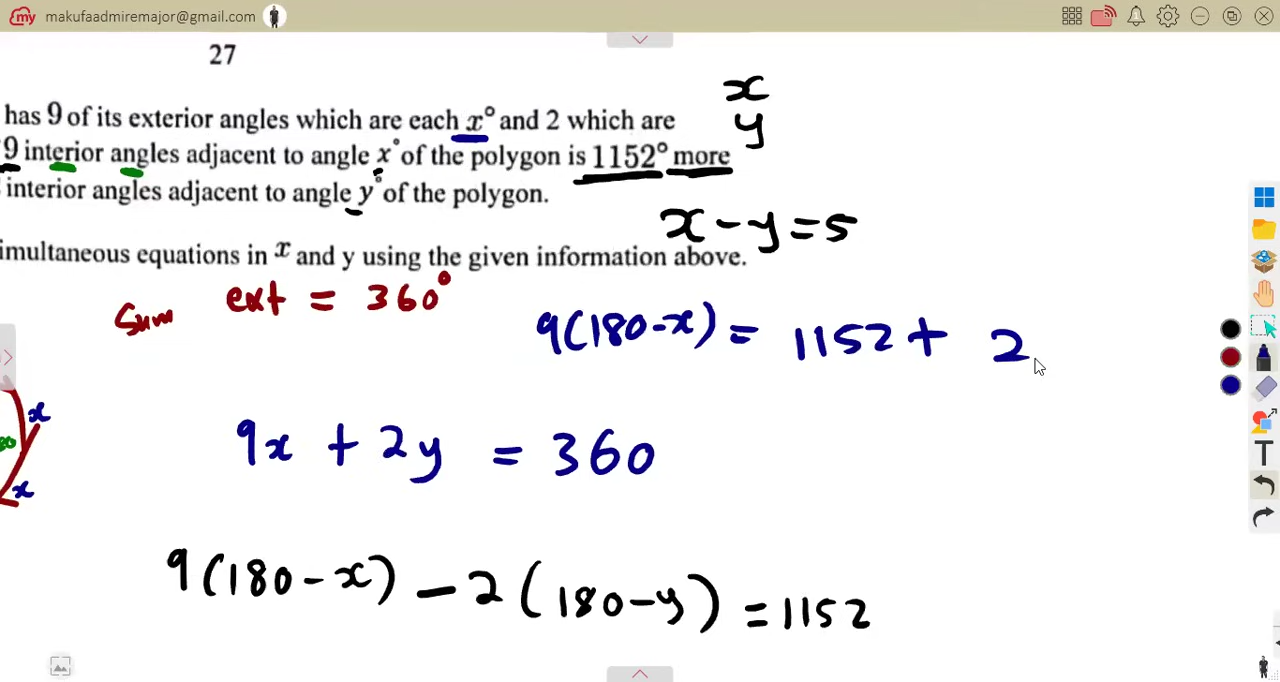 my makufaadmiremajor@gmail.com
27
has 9 of its exterior angles which are each x° and 2 which are
9 interior angles adjacent to angle x° of the polygon is 1152° more
interior angles adjacent to angle y° of the polygon.
x
y
x - y = 5
imultaneous equations in x and y using the given information above.
Sum ext = 360°
9(180-x) = 1152 + 2
x
x
9x + 2y = 360
9(180-x) - 2(180-y) = 1152
T